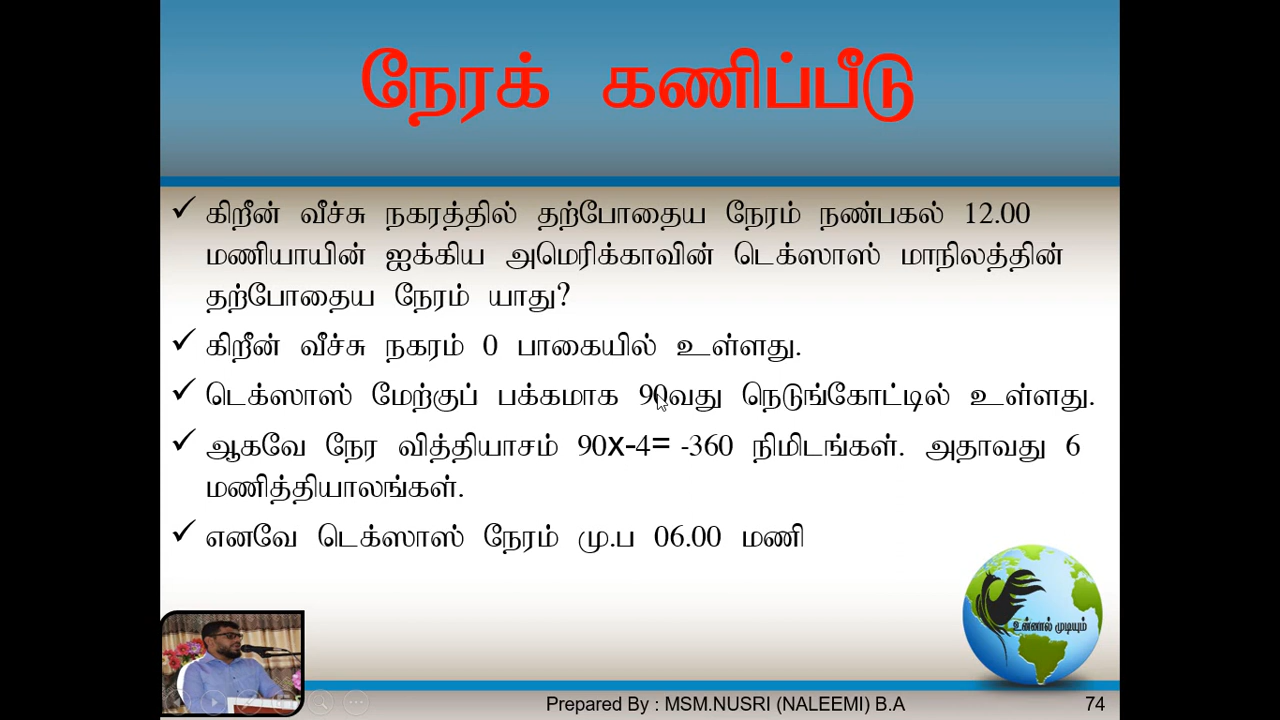 நேரக் கணிப்பீடு
✓ கிறீன் வீச்சு நகரத்தில் தற்போதைய நேரம் நண்பகல் 12.00
மணியாயின் ஐக்கிய அமெரிக்காவின் டெக்ஸாஸ் மாநிலத்தின்
தற்போதைய நேரம் யாது?
✓ கிறீன் வீச்சு நகரம் 0 பாகையில் உள்ளது.
✓ டெக்ஸாஸ் மேற்குப் பக்கமாக 90வது நெடுங்கோட்டில் உள்ளது.
✓ ஆகவே நேர வித்தியாசம் 90x-4= -360 நிமிடங்கள். அதாவது 6
மணித்தியாலங்கள்.
✓ எனவே டெக்ஸாஸ் நேரம் மு.ப 06.00 மணி
உன்னால் முடியும்
Prepared By : MSM.NUSRI (NALEEMI) B.A
74